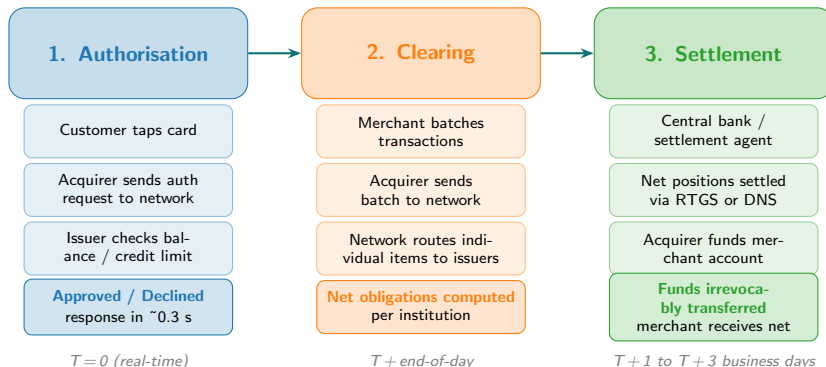 1. Authorisation
Customer taps card
Acquirer sends auth
request to network
Issuer checks bal-
ance / credit limit
Approved / Declined
response in ˜0.3 s
T = 0 (real-time)
2. Clearing
Merchant batches
transactions
Acquirer sends
batch to network
Network routes indi-
vidual items to issuers
Net obligations computed
per institution
T + end-of-day
3. Settlement
Central bank /
settlement agent
Net positions settled
via RTGS or DNS
Acquirer funds mer-
chant account
Funds irrevoca-
bly transferred
merchant receives net
T + 1 to T + 3 business days